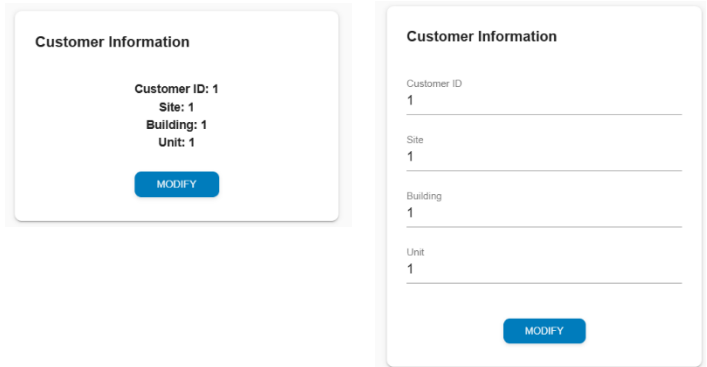 Customer Information
Customer ID: 1
Site: 1
Building: 1
Unit: 1
MODIFY
Customer Information
Customer ID
1
Site
1
Building
1
Unit
1
MODIFY